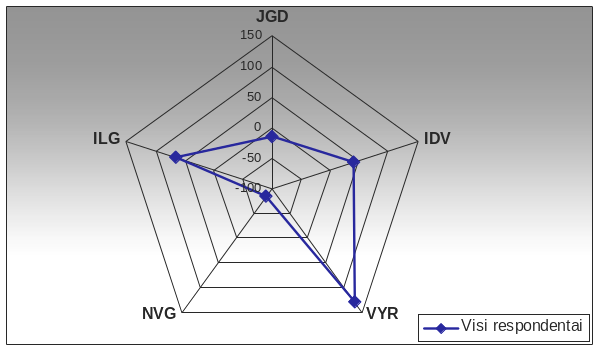 JGD
150
100
50
0
-50
-100
ILG
IDV
NVG
VYR
Visi respondentai